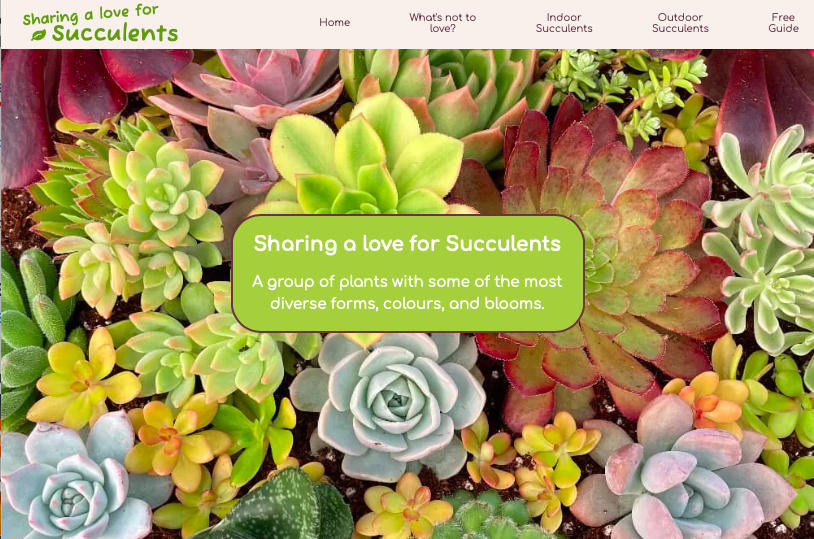 Sharing a love for
Succulents
Home
What's not to
love?
Indoor
Succulents
Outdoor
Succulents
Free
Guide
Sharing a love for Succulents
A group of plants with some of the most
diverse forms, colours, and blooms.